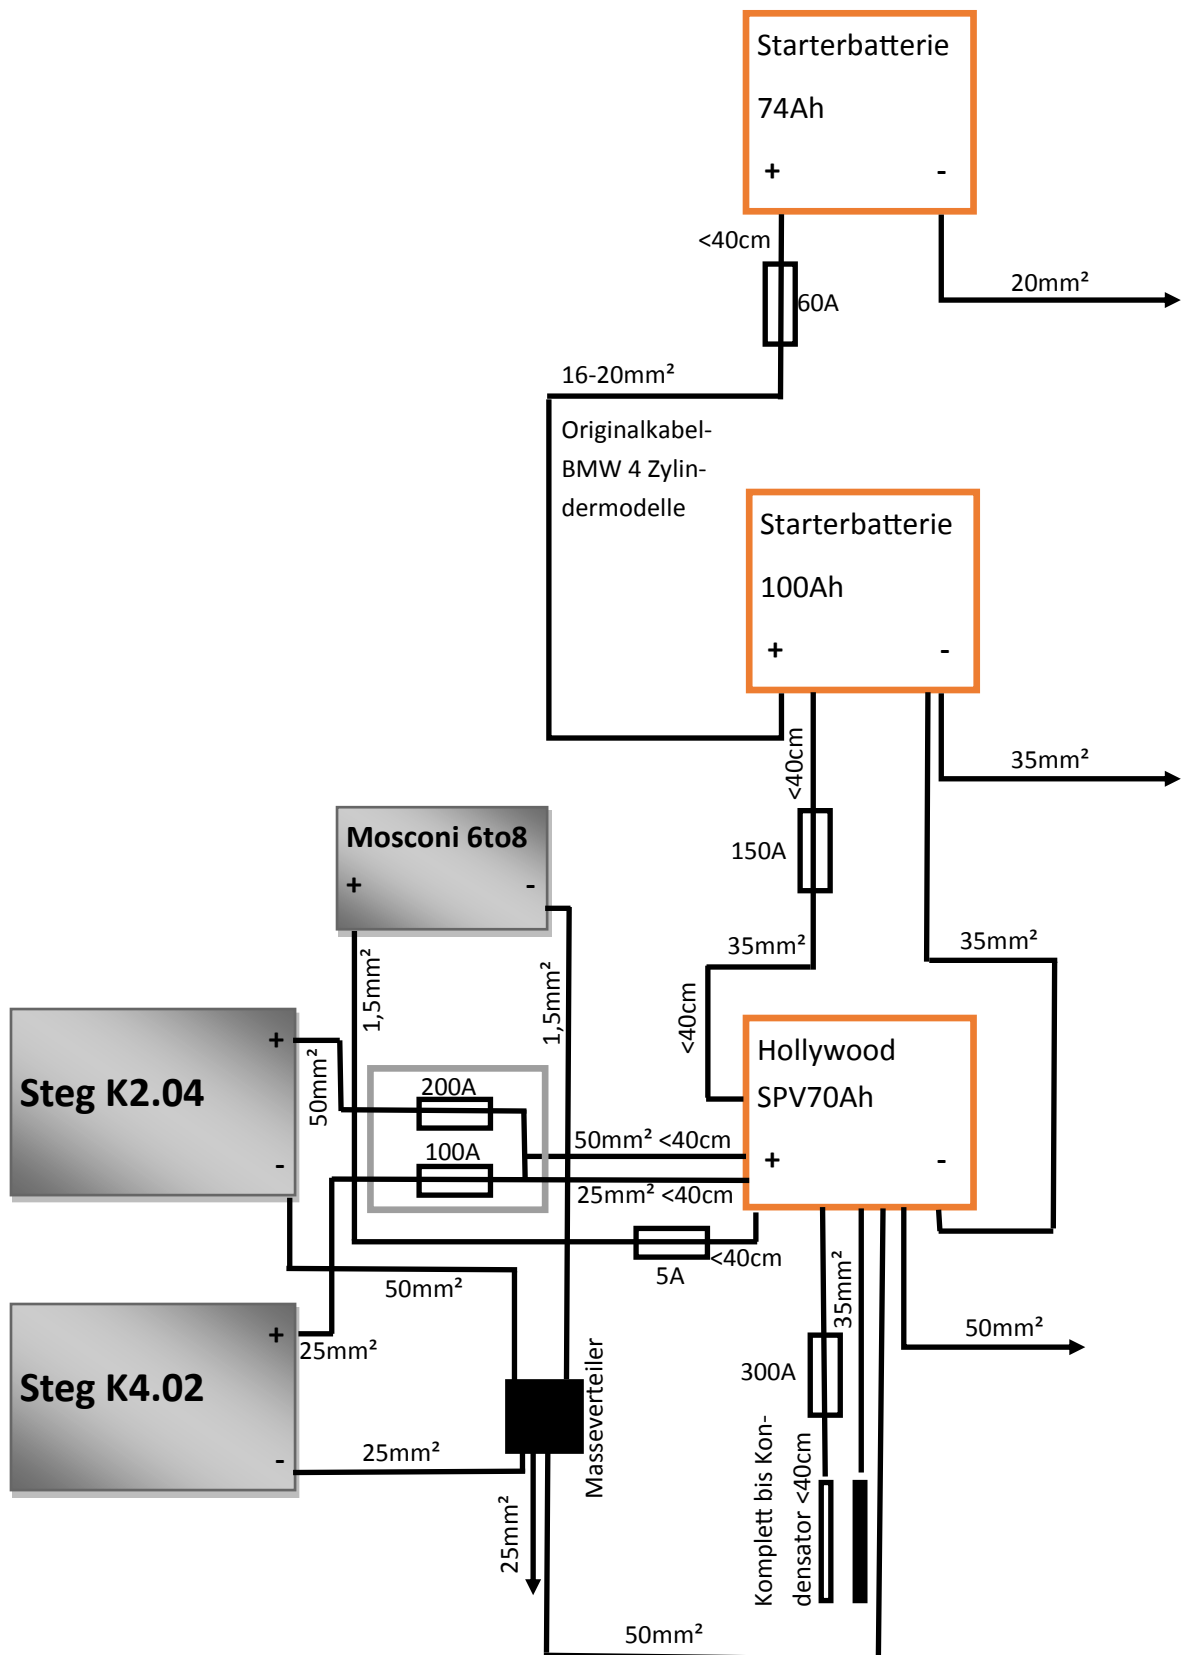 Starterbatterie
74Ah
+ -
<40cm
60A
20mm²
16-20mm²
Originalkabel-
BMW 4 Zylin-
dermodelle
Starterbatterie
100Ah
+ -
<40cm
150A
35mm²
35mm²
<40cm
35mm²
Mosconi 6to8
+ -
1,5mm²
1,5mm²
Steg K2.04
+
-
50mm²
200A
100A
Hollywood
SPV70Ah
+ -
50mm² <40cm
25mm² <40cm
5A
<40cm
50mm²
Steg K4.02
+
-
25mm²
25mm²
Masseverteiler
25mm²
35mm²
300A
50mm²
Komplett bis Kon-
densator <40cm
50mm²